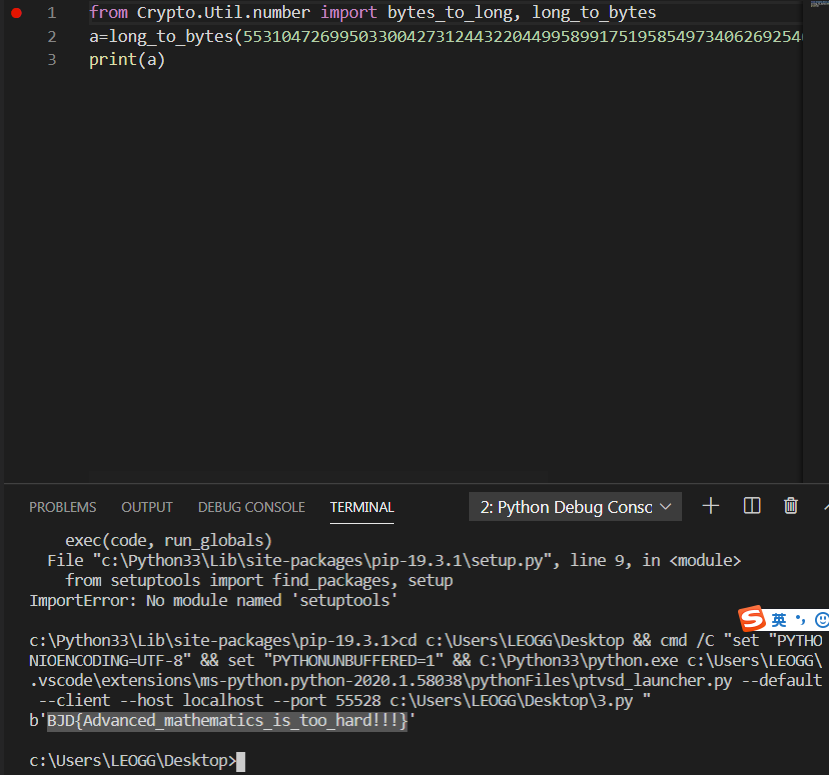 1 from Crypto.Util.number import bytes_to_long, long_to_bytes
2 a=long_to_bytes(5531047269950330042731244322044995899175195854973406269254
3 print(a)
PROBLEMS OUTPUT DEBUG CONSOLE TERMINAL 2: Python Debug Consc
exec(code, run_globals)
File "c:\Python33\Lib\site-packages\pip-19.3.1\setup.py", line 9, in <module>
from setuptools import find_packages, setup
ImportError: No module named 'setuptools'
S 英
c:\Python33\Lib\site-packages\pip-19.3.1>cd c:\Users\LEOGG\Desktop && cmd /C "set "PYTHO
NIOENCODING=UTF-8" && set "PYTHONUNBUFFERED=1" && C:\Python33\python.exe c:\Users\LEOGG\
.vscode\extensions\ms-python.python-2020.1.58038\pythonFiles\ptvsd_launcher.py --default
--client --host localhost --port 55528 c:\Users\LEOGG\Desktop\3.py "
b'BJD{Advanced_mathematics_is_too_hard!!!}'
c:\Users\LEOGG\Desktop>